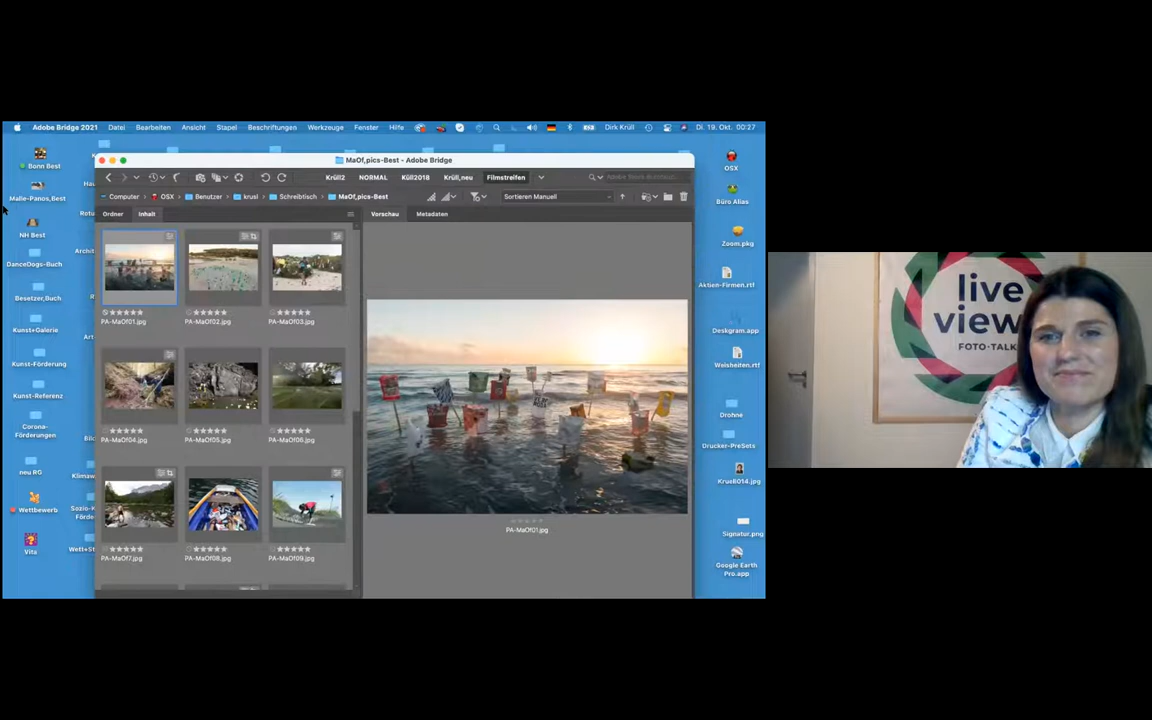 Adobe Bridge 2021 Datei Bearbeiten Ansicht Stapel Beschriftungen Werkzeuge Fenster Hilfe Dirk Krüll Di. 19. Okt. 00:27
MaOf,pics-Best - Adobe Bridge
Krüll2 NORMAL Küll2018 Krüll,neu Filmstreifen
Computer OSX Benutzer krusl Schreibtisch MaOf,pics-Best Sortieren Manuell
Ordner Inhalt Vorschau Metadaten
PA-MaOf01.jpg PA-MaOf02.jpg PA-MaOf03.jpg
PA-MaOf04.jpg PA-MaOf05.jpg PA-MaOf06.jpg
PA-MaOf7.jpg PA-MaOf08.jpg PA-MaOf09.jpg
PA-MaOf01.jpg
Bonn Best
Malle-Panos,Best
NH Best
DanceDogs-Buch
Besetzer,Buch
Kunst+Galerie
Kunst-Förderung
Kunst-Referenz
Corona-
Förderungen
neu RG
Wettbewerb
Vita
OSX
Büro Alias
Zoom.pkg
Aktien-Firmen.rtf
Deskgram.app
Weisheiten.rtf
Drohne
Drucker-PreSets
KrueB014.jpg
Signatur.png
Google Earth
Pro.app
live
view
FOTO-TALK